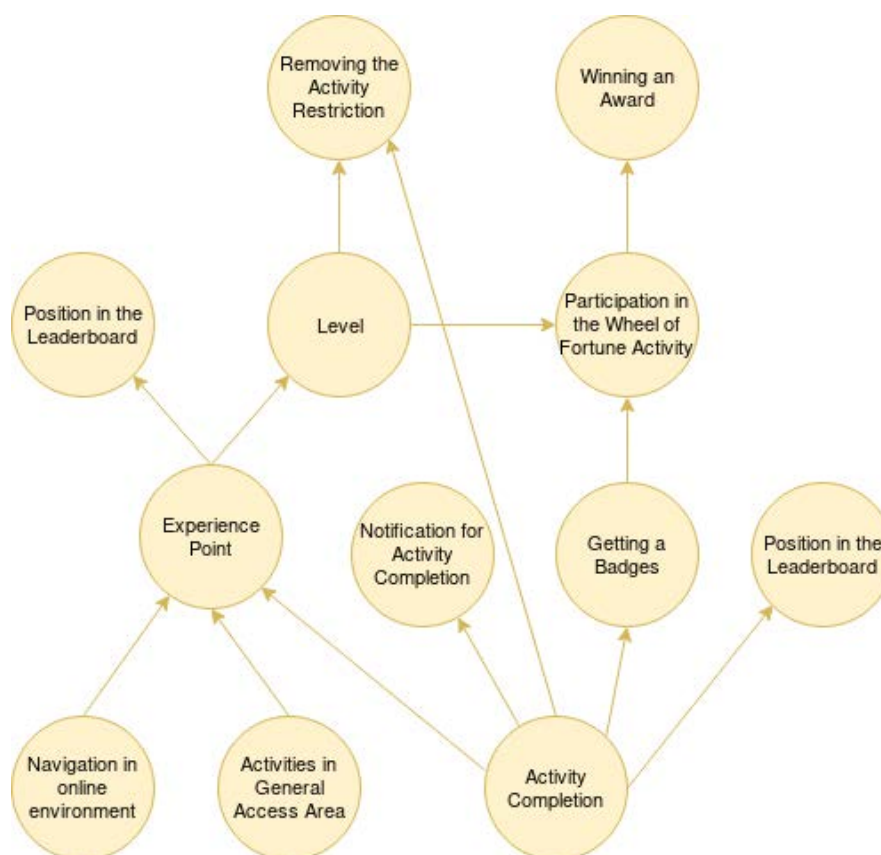 Removing the
Activity
Restriction
Winning an
Award
Position in the
Leaderboard
Level
Participation in
the Wheel of
Fortune Activity
Experience
Point
Notification for
Activity
Completion
Getting a
Badges
Position in the
Leaderboard
Navigation in
online
environment
Activities in
General
Access Area
Activity
Completion